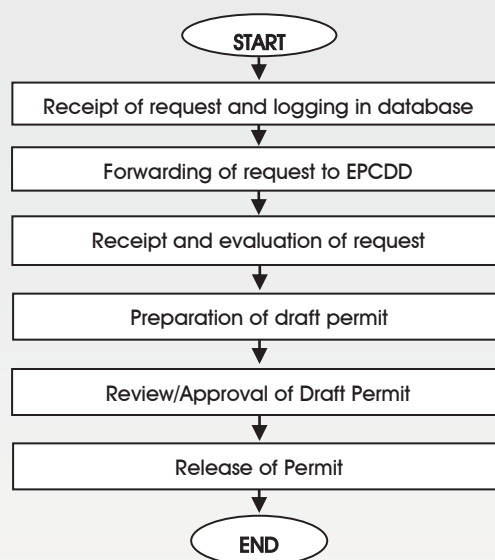 START
Receipt of request and logging in database
Forwarding of request to EPCDD
Receipt and evaluation of request
Preparation of draft permit
Review/Approval of Draft Permit
Release of Permit
END